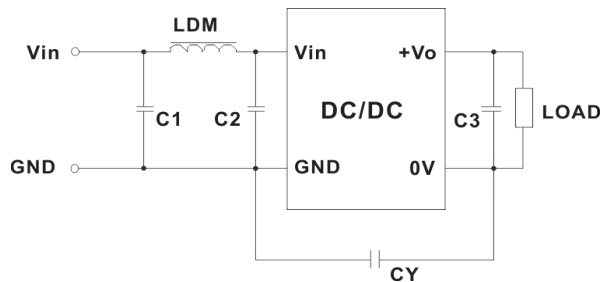 LDM
Vin
Vin
+Vo
C1
C2
DC/DC
C3
LOAD
GND
GND
0V
CY